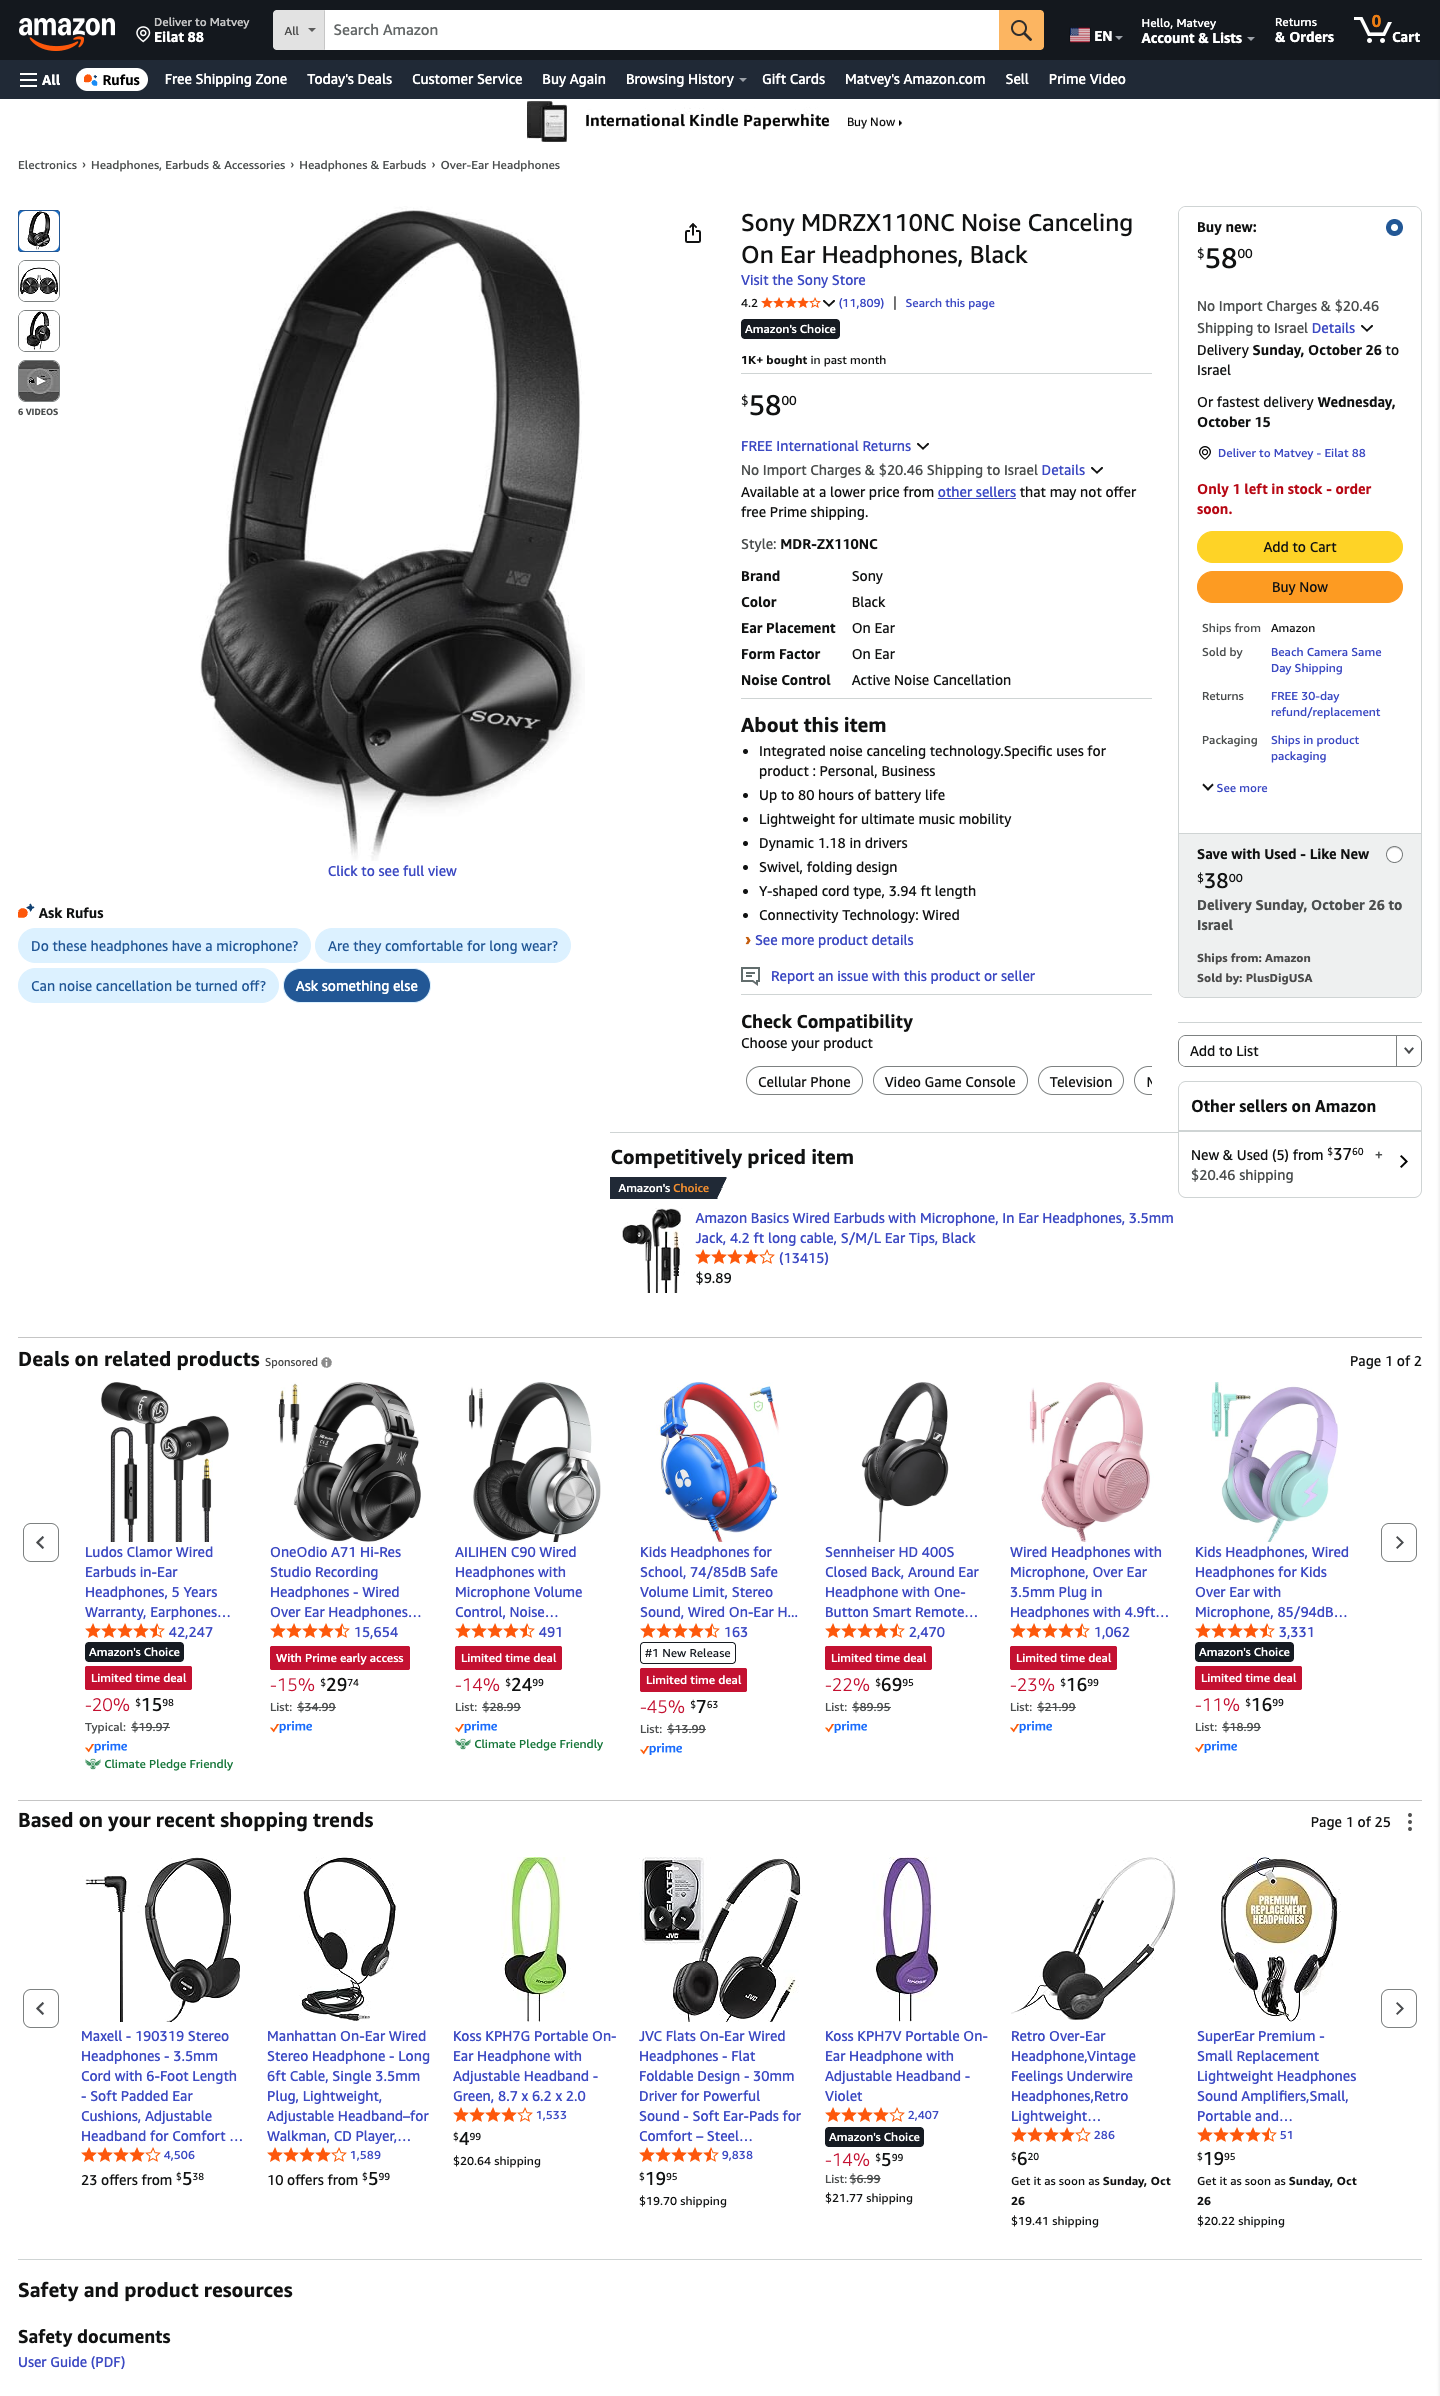 amazon
Deliver to Matvey
Eilat 88
All
Search Amazon
EN
Hello, Matvey
Account & Lists
Returns
& Orders
0
Cart
All
Rufus
Free Shipping Zone
Today's Deals
Customer Service
Buy Again
Browsing History
Gift Cards
Matvey's Amazon.com
Sell
Prime Video
International Kindle Paperwhite
Buy Now
Electronics › Headphones, Earbuds & Accessories › Headphones & Earbuds › Over-Ear Headphones
6 VIDEOS
SONY
Click to see full view
Ask Rufus
Do these headphones have a microphone?
Are they comfortable for long wear?
Can noise cancellation be turned off?
Ask something else
Sony MDRZX110NC Noise Canceling
On Ear Headphones, Black
Visit the Sony Store
4.2 (11,809) | Search this page
Amazon's Choice
1K+ bought in past month
$58 00
FREE International Returns
No Import Charges & $20.46 Shipping to Israel Details
Available at a lower price from other sellers that may not offer
free Prime shipping.
Style: MDR-ZX110NC
Brand Sony
Color Black
Ear Placement On Ear
Form Factor On Ear
Noise Control Active Noise Cancellation
About this item
• Integrated noise canceling technology.Specific uses for
product : Personal, Business
• Up to 80 hours of battery life
• Lightweight for ultimate music mobility
• Dynamic 1.18 in drivers
• Swivel, folding design
• Y-shaped cord type, 3.94 ft length
• Connectivity Technology: Wired
› See more product details
Report an issue with this product or seller
Check Compatibility
Choose your product
Cellular Phone
Video Game Console
Television
Buy new:
$58 00
No Import Charges & $20.46
Shipping to Israel Details
Delivery Sunday, October 26 to
Israel
Or fastest delivery Wednesday,
October 15
Deliver to Matvey - Eilat 88
Only 1 left in stock - order
soon.
Add to Cart
Buy Now
Ships from Amazon
Sold by Beach Camera Same
Day Shipping
Returns FREE 30-day
refund/replacement
Packaging Ships in product
packaging
See more
Save with Used - Like New
$38 00
Delivery Sunday, October 26 to
Israel
Ships from: Amazon
Sold by: PlusDigUSA
Add to List
Other sellers on Amazon
New & Used (5) from $37 60 +
$20.46 shipping
Competitively priced item
Amazon's Choice
Amazon Basics Wired Earbuds with Microphone, In Ear Headphones, 3.5mm
Jack, 4.2 ft long cable, S/M/L Ear Tips, Black
(13415)
$9.89
Deals on related products Sponsored
Page 1 of 2
Ludos Clamor Wired
Earbuds in-Ear
Headphones, 5 Years
Warranty, Earphones…
42,247
Amazon's Choice
Limited time deal
-20% $15 98
Typical: $19.97
prime
Climate Pledge Friendly
OneOdio A71 Hi-Res
Studio Recording
Headphones - Wired
Over Ear Headphones…
15,654
With Prime early access
-15% $29 74
List: $34.99
prime
AILIHEN C90 Wired
Headphones with
Microphone Volume
Control, Noise…
491
Limited time deal
-14% $24 99
List: $28.99
prime
Climate Pledge Friendly
Kids Headphones for
School, 74/85dB Safe
Volume Limit, Stereo
Sound, Wired On-Ear H...
163
#1 New Release
Limited time deal
-45% $7 63
List: $13.99
prime
Sennheiser HD 400S
Closed Back, Around Ear
Headphone with One-
Button Smart Remote…
2,470
Limited time deal
-22% $69 95
List: $89.95
prime
Wired Headphones with
Microphone, Over Ear
3.5mm Plug in
Headphones with 4.9ft…
1,062
Limited time deal
-23% $16 99
List: $21.99
prime
Kids Headphones, Wired
Headphones for Kids
Over Ear with
Microphone, 85/94dB…
3,331
Amazon's Choice
Limited time deal
-11% $16 99
List: $18.99
prime
Based on your recent shopping trends
Page 1 of 25
Maxell - 190319 Stereo
Headphones - 3.5mm
Cord with 6-Foot Length
- Soft Padded Ear
Cushions, Adjustable
Headband for Comfort …
4,506
23 offers from $5 38
Manhattan On-Ear Wired
Stereo Headphone - Long
6ft Cable, Single 3.5mm
Plug, Lightweight,
Adjustable Headband–for
Walkman, CD Player,…
1,589
10 offers from $5 99
Koss KPH7G Portable On-
Ear Headphone with
Adjustable Headband -
Green, 8.7 x 6.2 x 2.0
1,533
$4 99
$20.64 shipping
FLATS
JVC
JVC Flats On-Ear Wired
Headphones - Flat
Foldable Design - 30mm
Driver for Powerful
Sound - Soft Ear-Pads for
Comfort – Steel…
9,838
$19 95
$19.70 shipping
Koss KPH7V Portable On-
Ear Headphone with
Adjustable Headband -
Violet
2,407
Amazon's Choice
-14% $5 99
List: $6.99
$21.77 shipping
Retro Over-Ear
Headphone,Vintage
Feelings Underwire
Headphones,Retro
Lightweight…
286
$6 20
Get it as soon as Sunday, Oct
26
$19.41 shipping
PREMIUM
REPLACEMENT
HEADPHONES
SuperEar Premium -
Small Replacement
Lightweight Headphones
Sound Amplifiers,Small,
Portable and…
51
$19 95
Get it as soon as Sunday, Oct
26
$20.22 shipping
Safety and product resources
Safety documents
User Guide (PDF)